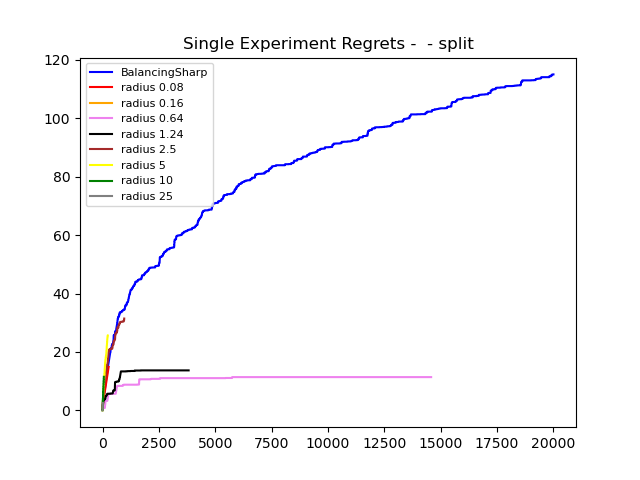 Single Experiment Regrets -  - split
120
100
80
60
40
20
0
BalancingSharp
radius 0.08
radius 0.16
radius 0.64
radius 1.24
radius 2.5
radius 5
radius 10
radius 25
0 2500 5000 7500 10000 12500 15000 17500 20000